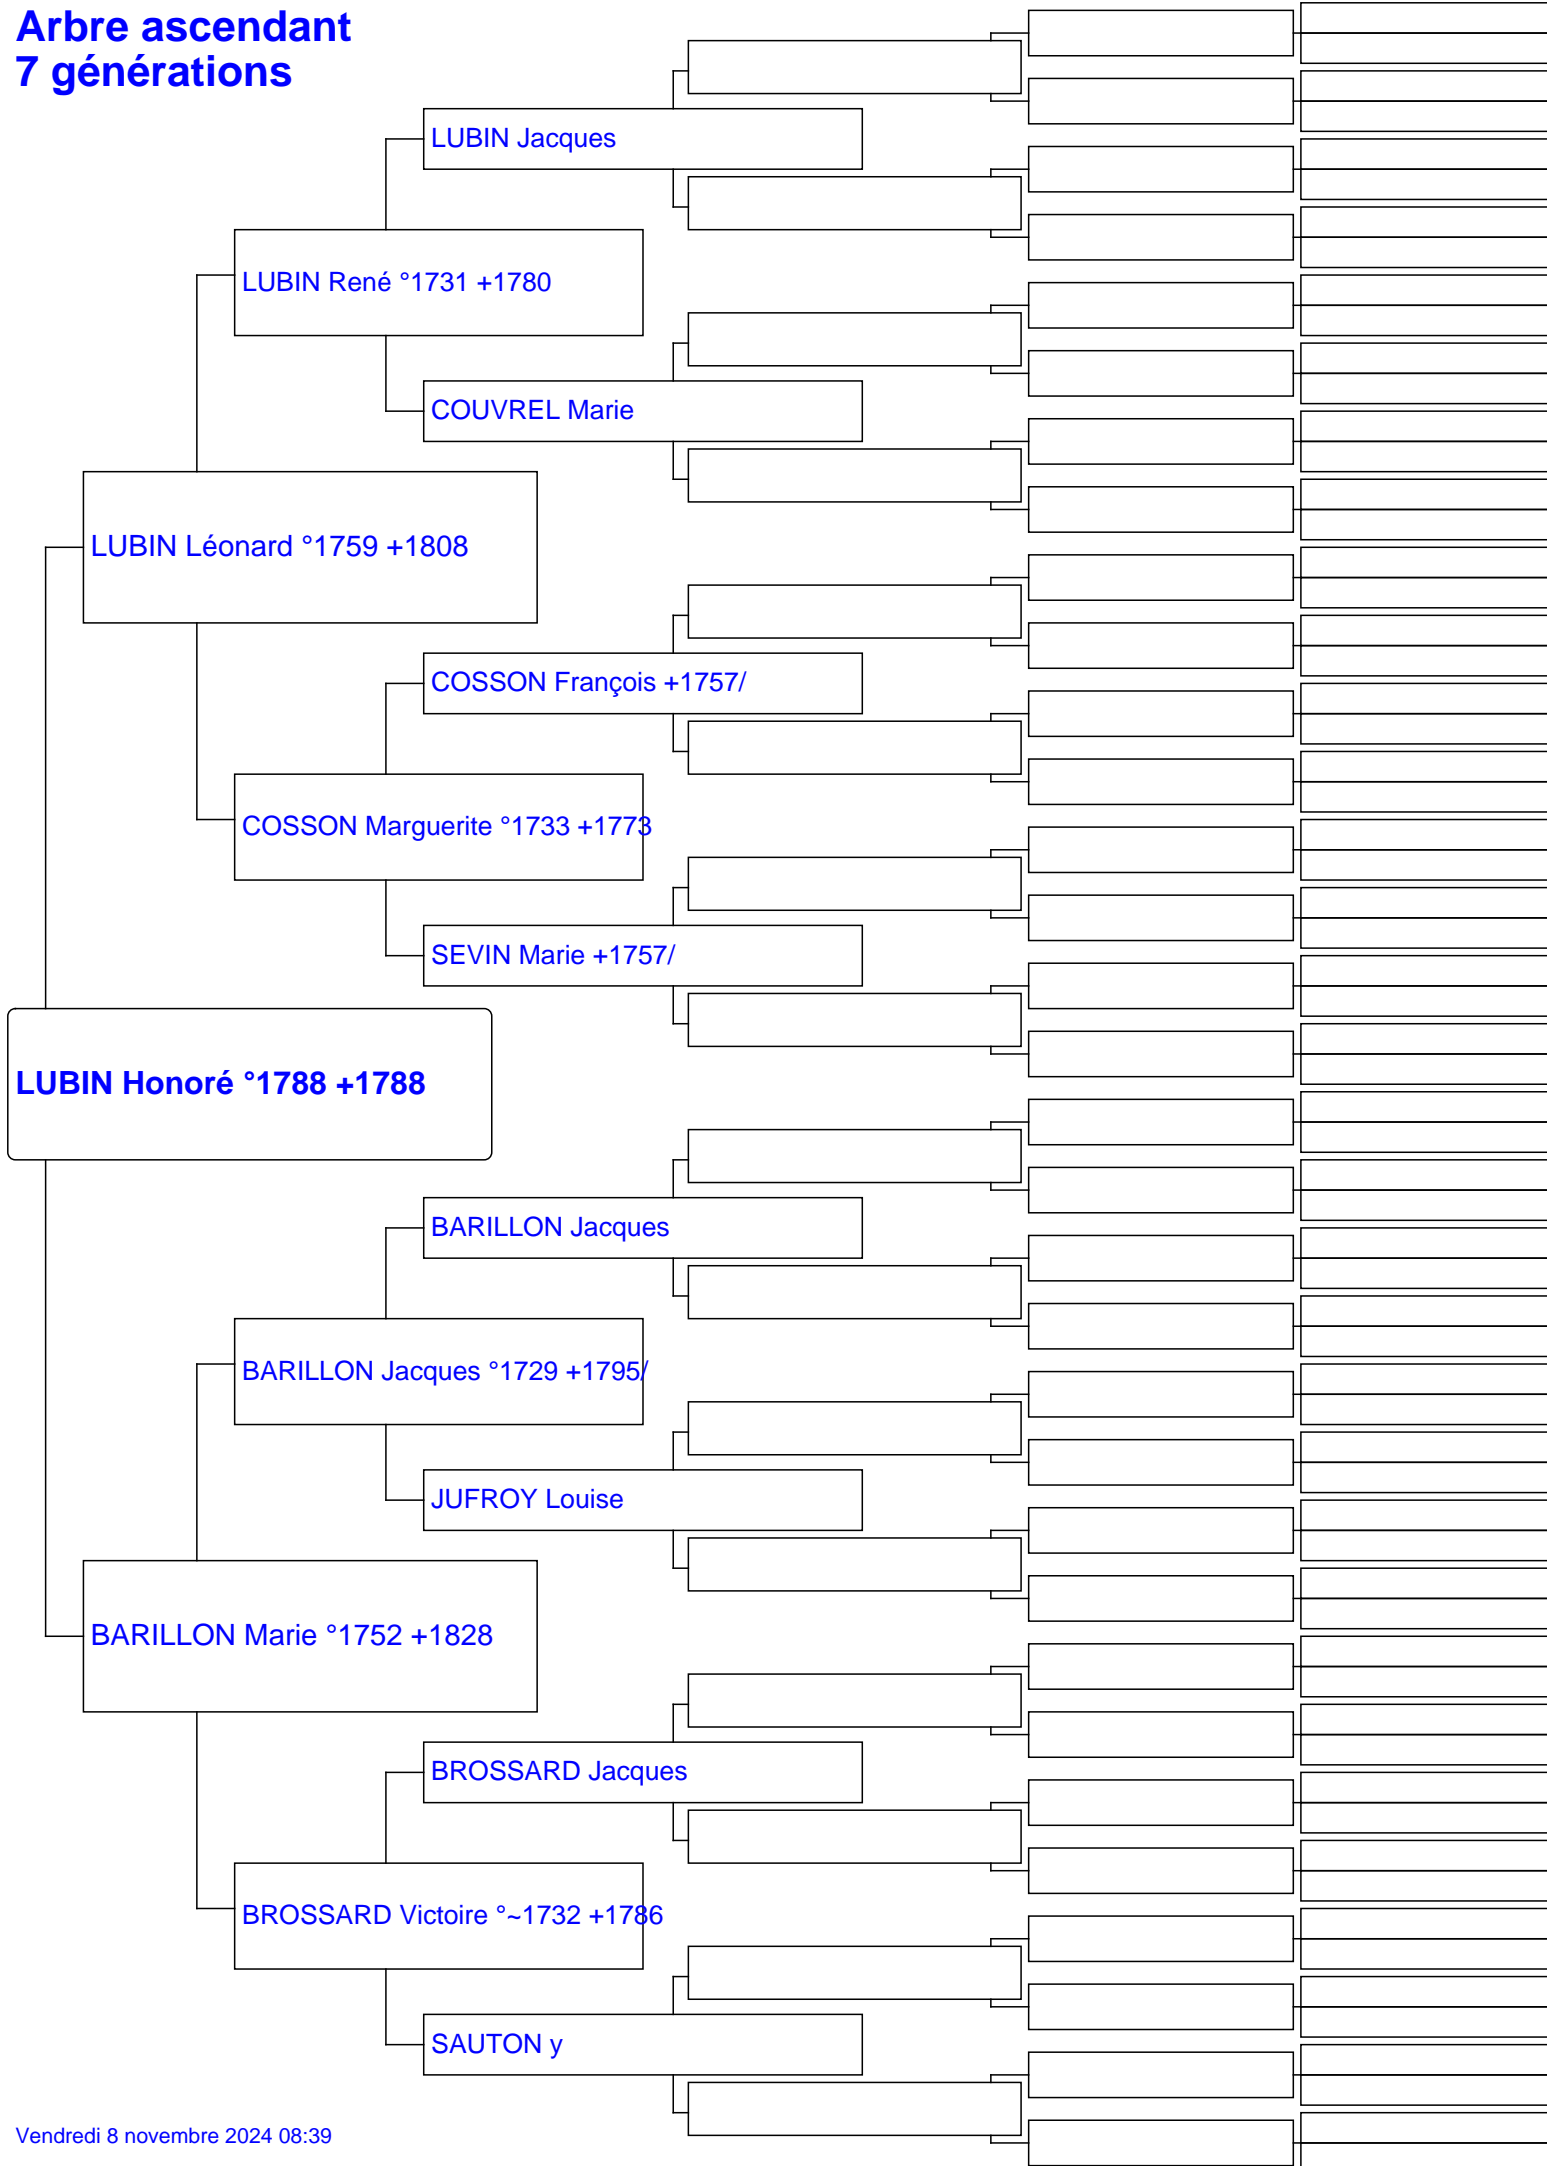 Arbre ascendant
7 générations
LUBIN Jacques
LUBIN René °1731 +1780
COUVREL Marie
LUBIN Léonard °1759 +1808
COSSON François +1757/
COSSON Marguerite °1733 +1773
SEVIN Marie +1757/
LUBIN Honoré °1788 +1788
BARILLON Jacques
BARILLON Jacques °1729 +1795/
JUFROY Louise
BARILLON Marie °1752 +1828
BROSSARD Jacques
BROSSARD Victoire °~1732 +1786
SAUTON y
Vendredi 8 novembre 2024 08:39